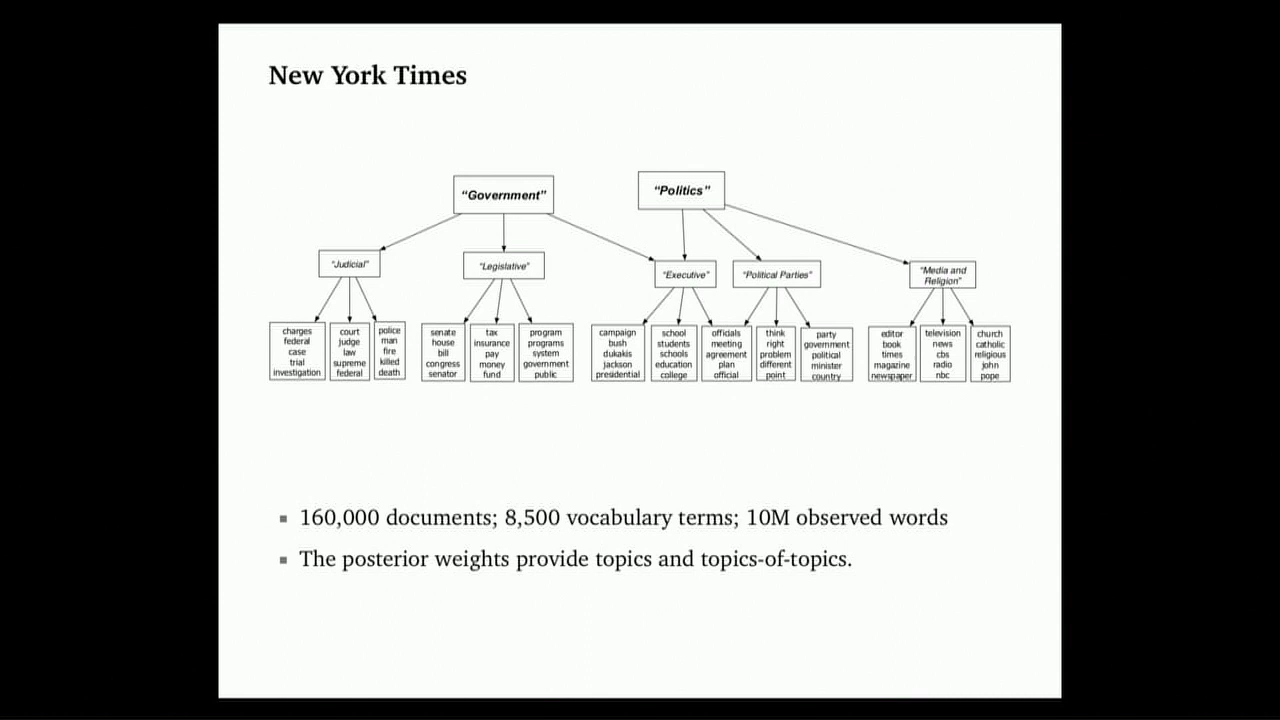 New York Times
“Government”
“Politics”
“Judicial”
“Legislative”
“Executive”
“Political Parties”
“Media and
Religion”
charges
federal
case
trial
investigation
court
judge
law
supreme
federal
police
man
fire
killed
death
senate
house
bill
congress
senator
tax
insurance
pay
money
fund
program
programs
system
government
public
campaign
bush
dukakis
jackson
presidential
school
students
schools
education
college
officials
meeting
agreement
plan
official
think
right
problem
different
point
party
government
political
minister
country
editor
book
times
magazine
newspaper
television
news
cbs
radio
nbc
church
catholic
religious
john
pope
160,000 documents; 8,500 vocabulary terms; 10M observed words
The posterior weights provide topics and topics-of-topics.